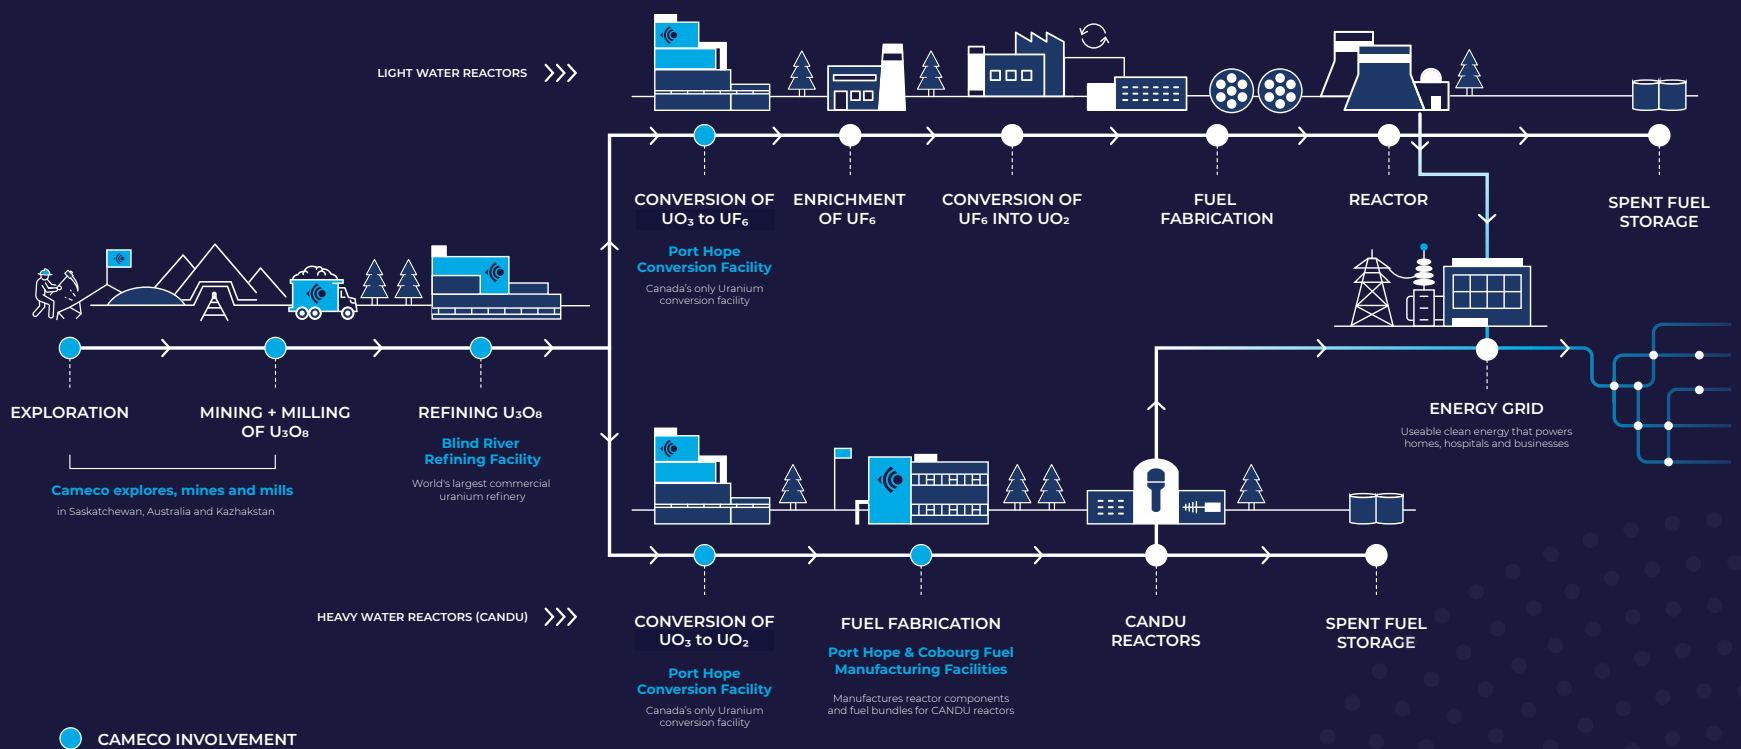 LIGHT WATER REACTORS
CONVERSION OF
UO₃ to UF₆
Port Hope
Conversion Facility
Canada's only Uranium
conversion facility
ENRICHMENT
OF UF₆
CONVERSION OF
UF₆ INTO UO₂
FUEL
FABRICATION
REACTOR
SPENT FUEL
STORAGE
EXPLORATION
MINING + MILLING
OF U₃O₈
Cameco explores, mines and mills
in Saskatchewan, Australia and Kazhakstan
REFINING U₃O₈
Blind River
Refining Facility
World's largest commercial
uranium refinery
ENERGY GRID
Useable clean energy that powers
homes, hospitals and businesses
HEAVY WATER REACTORS (CANDU)
CONVERSION OF
UO₃ to UO₂
Port Hope
Conversion Facility
Canada's only Uranium
conversion facility
FUEL FABRICATION
Port Hope & Cobourg Fuel
Manufacturing Facilities
Manufactures reactor components
and fuel bundles for CANDU reactors
CANDU
REACTORS
SPENT FUEL
STORAGE
CAMECO INVOLVEMENT